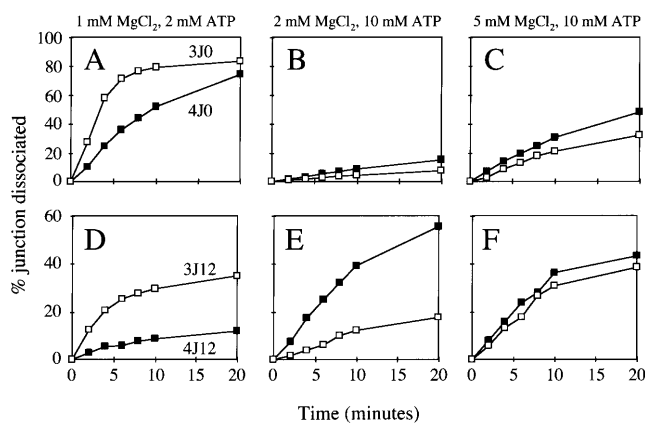 1 mM MgCl2, 2 mM ATP
2 mM MgCl2, 10 mM ATP
5 mM MgCl2, 10 mM ATP
% junction dissociated
100
80
60
40
20
0
A
3J0
4J0
B
C
60
40
20
0
D
3J12
4J12
E
F
0 5 10 15 20
0 5 10 15 20
0 5 10 15 20
Time (minutes)